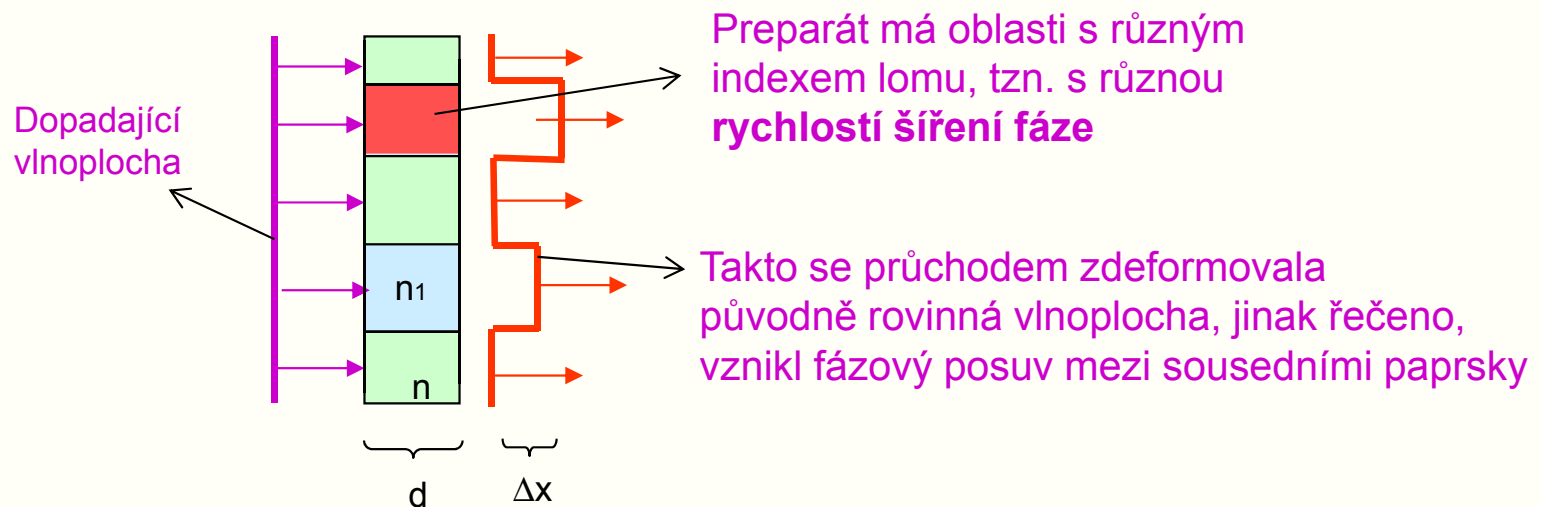 Preparát má oblasti s různým
indexem lomu, tzn. s různou
rychlostí šíření fáze
Dopadající
vlnoplocha
Takto se průchodem zdeformovala
původně rovinná vlnoplocha, jinak řečeno,
vznikl fázový posuv mezi sousedními paprsky
n₁
n
d
Δx